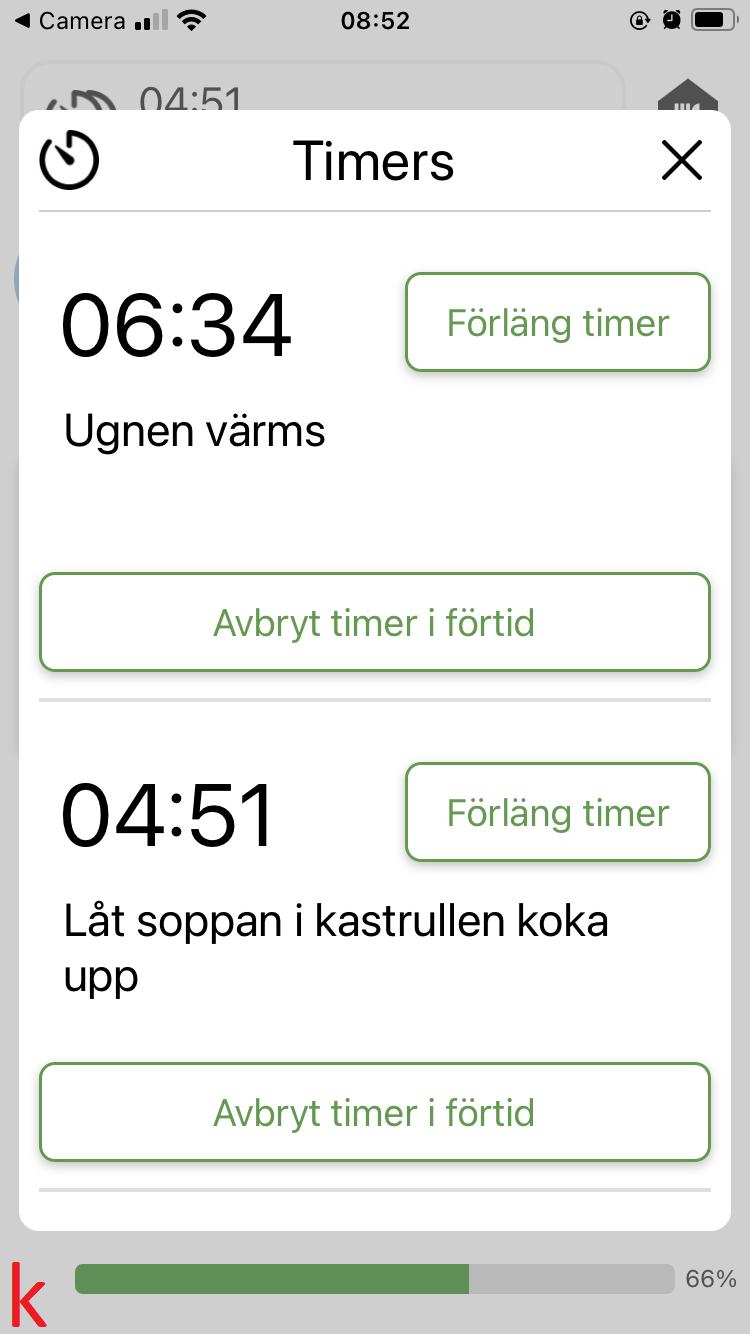 ◀ Camera
08:52
04:51
Timers
06:34
Förläng timer
Ugnen värms
Avbryt timer i förtid
04:51
Förläng timer
Låt soppan i kastrullen koka
upp
Avbryt timer i förtid
k
66%